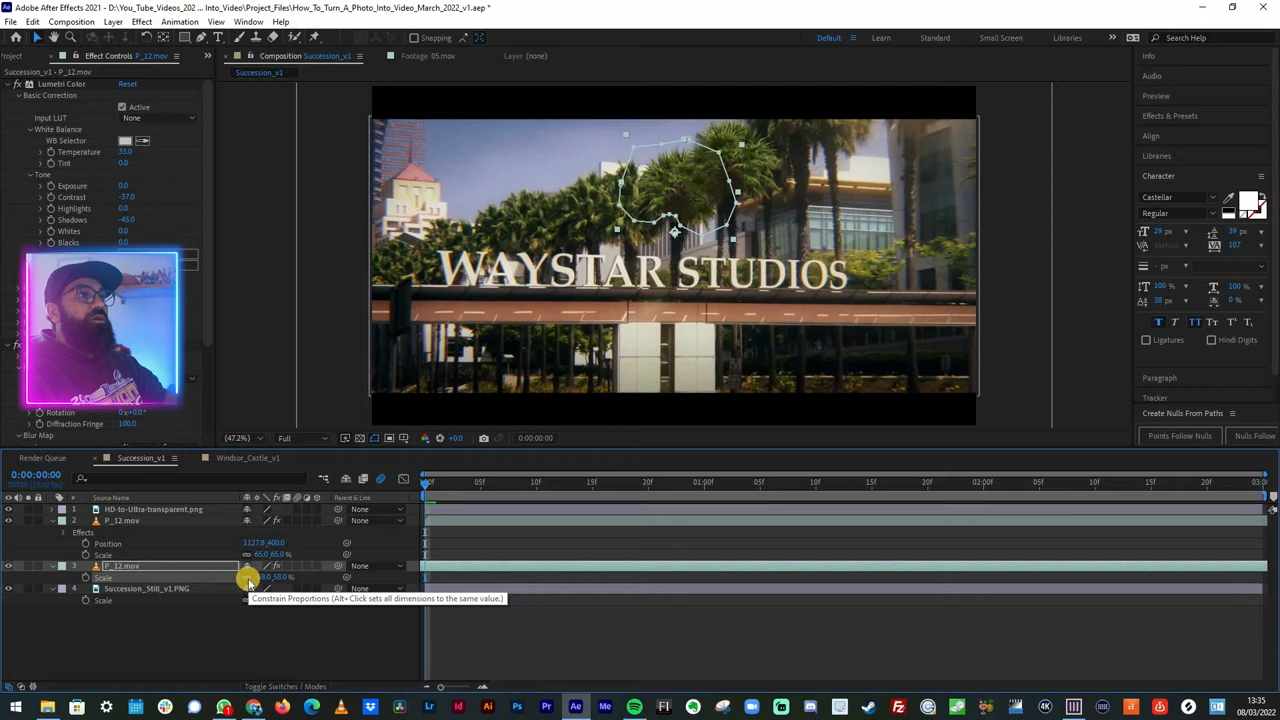 Adobe After Effects 2021 - D:\You_Tube_Videos_202 ... Into_Video\Project_Files\How_To_Turn_A_Photo_Into_Video_March_2022_v1.aep *
File Edit Composition Layer Effect Animation View Window Help
Snapping Default Learn Standard Small Screen Libraries Search Help
Project Effect Controls P_12.mov Composition Succession_v1 Footage 05.mov Layer (none)
Succession_v1 • P_12.mov
Succession_v1
Lumetri Color Reset
Basic Correction
Active
Input LUT None
White Balance
WB Selector
Temperature 33.0
Tint 0.0
Tone
Exposure 0.0
Contrast -37.0
Highlights 0.0
Shadows -45.0
Whites 0.0
Blacks 0.0
Rotation 0x+0.0°
Diffraction Fringe 100.0
Blur Map
WAYSTAR STUDIOS
(47.2%) Full +0.0 0:00:00:00
Info
Audio
Preview
Effects & Presets
Align
Libraries
Character
Castellar
Regular
29 px 39 px
Metrics 107
- px
100 % 100 %
38 px 0 %
T T TT Tt T¹ T₁
Ligatures Hindi Digits
Paragraph
Tracker
Create Nulls From Paths
Points Follow Nulls Nulls Follow
Render Queue Succession_v1 Windsor_Castle_v1
0:00:00:00
00000 (25.00 fps)
:00f 05f 10f 15f 20f 01:00f 05f 10f 15f 20f 02:00f 05f 10f 15f 20f 03:00
# Source Name Parent & Link
1 HD-to-Ultra-transparent.png None
2 P_12.mov None
Effects
Position 1127.8,400.0
Scale 65.0,65.0 %
3 P_12.mov None
Scale 58.0,58.0 %
4 Succession_Still_v1.PNG None
Constrain Proportions (Alt+Click sets all dimensions to the same value.)
Scale
Toggle Switches / Modes
13:35
08/03/2022